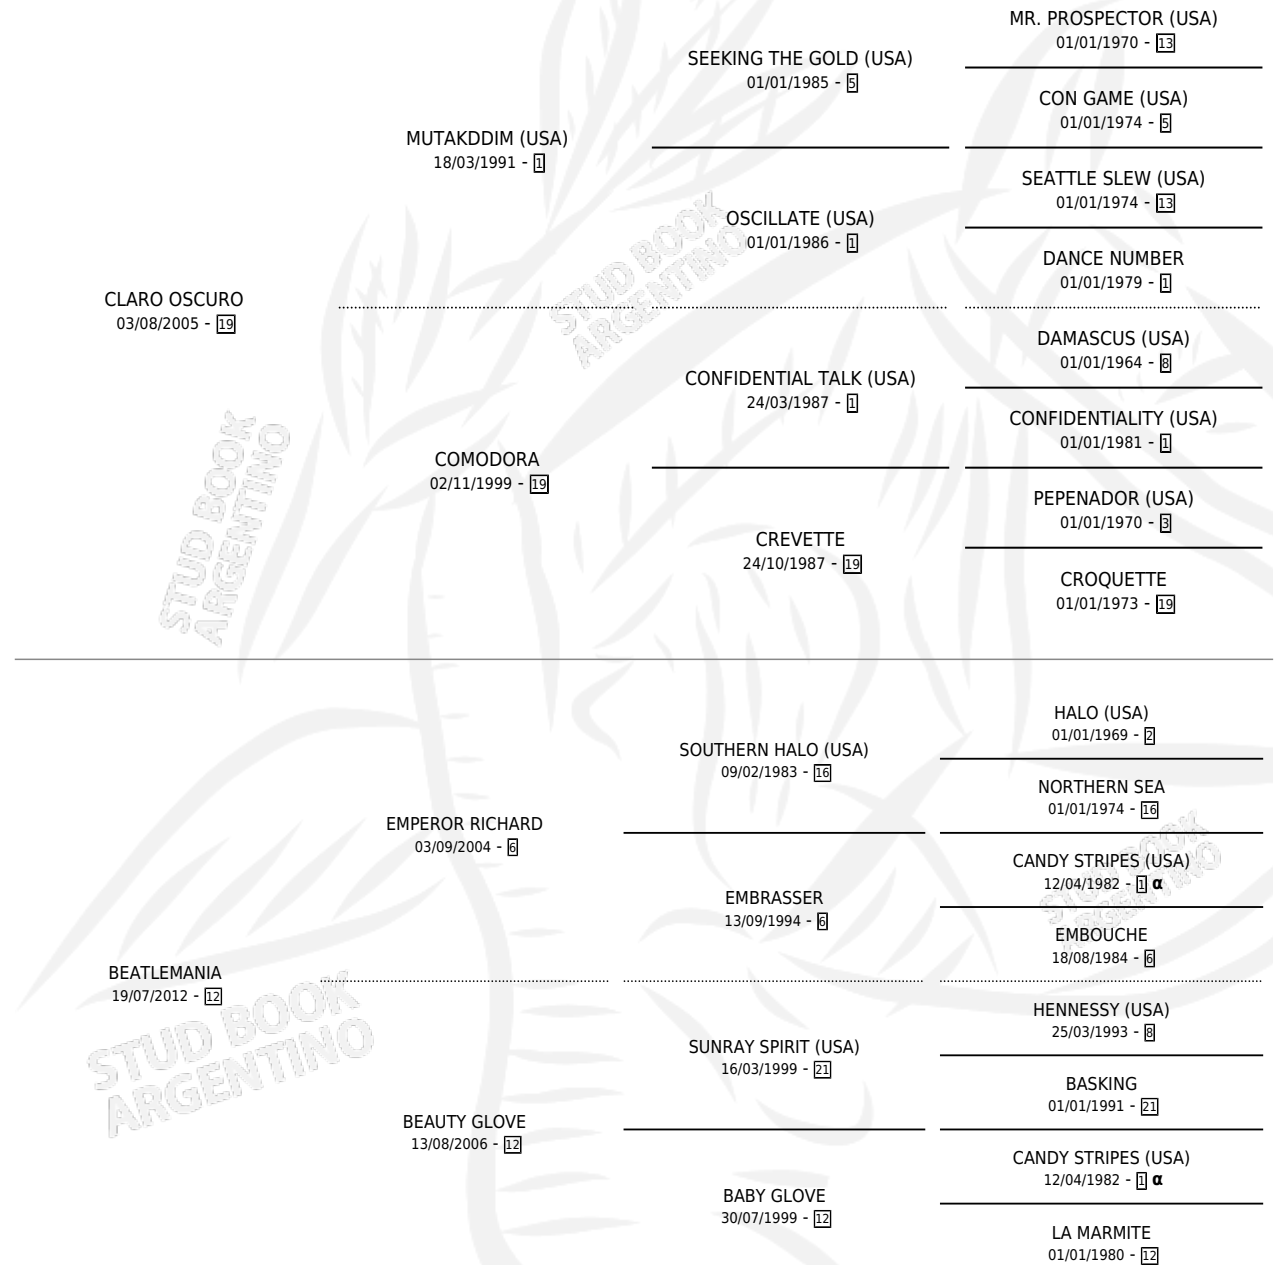 MR. PROSPECTOR (USA)
01/01/1970 - 13
SEEKING THE GOLD (USA)
01/01/1985 - 5
CON GAME (USA)
01/01/1974 - 5
MUTAKDDIM (USA)
18/03/1991 - 1
SEATTLE SLEW (USA)
01/01/1974 - 13
OSCILLATE (USA)
01/01/1986 - 1
DANCE NUMBER
01/01/1979 - 1
CLARO OSCURO
03/08/2005 - 19
DAMASCUS (USA)
01/01/1964 - 8
CONFIDENTIAL TALK (USA)
24/03/1987 - 1
CONFIDENTIALITY (USA)
01/01/1981 - 1
COMODORA
02/11/1999 - 19
PEPENADOR (USA)
01/01/1970 - 3
CREVETTE
24/10/1987 - 19
CROQUETTE
01/01/1973 - 19
HALO (USA)
01/01/1969 - 2
SOUTHERN HALO (USA)
09/02/1983 - 16
NORTHERN SEA
01/01/1974 - 16
EMPEROR RICHARD
03/09/2004 - 6
CANDY STRIPES (USA)
12/04/1982 - 1 α
EMBRASSER
13/09/1994 - 6
EMBOUCHE
18/08/1984 - 6
BEATLEMANIA
19/07/2012 - 12
HENNESSY (USA)
25/03/1993 - 8
SUNRAY SPIRIT (USA)
16/03/1999 - 21
BASKING
01/01/1991 - 21
BEAUTY GLOVE
13/08/2006 - 12
CANDY STRIPES (USA)
12/04/1982 - 1 α
BABY GLOVE
30/07/1999 - 12
LA MARMITE
01/01/1980 - 12
STUD BOOK
ARGENTINO
STUD BOOK
ARGENTINO
STUD BOOK
ARGENTINO
STUD BOOK
ARGENTINO